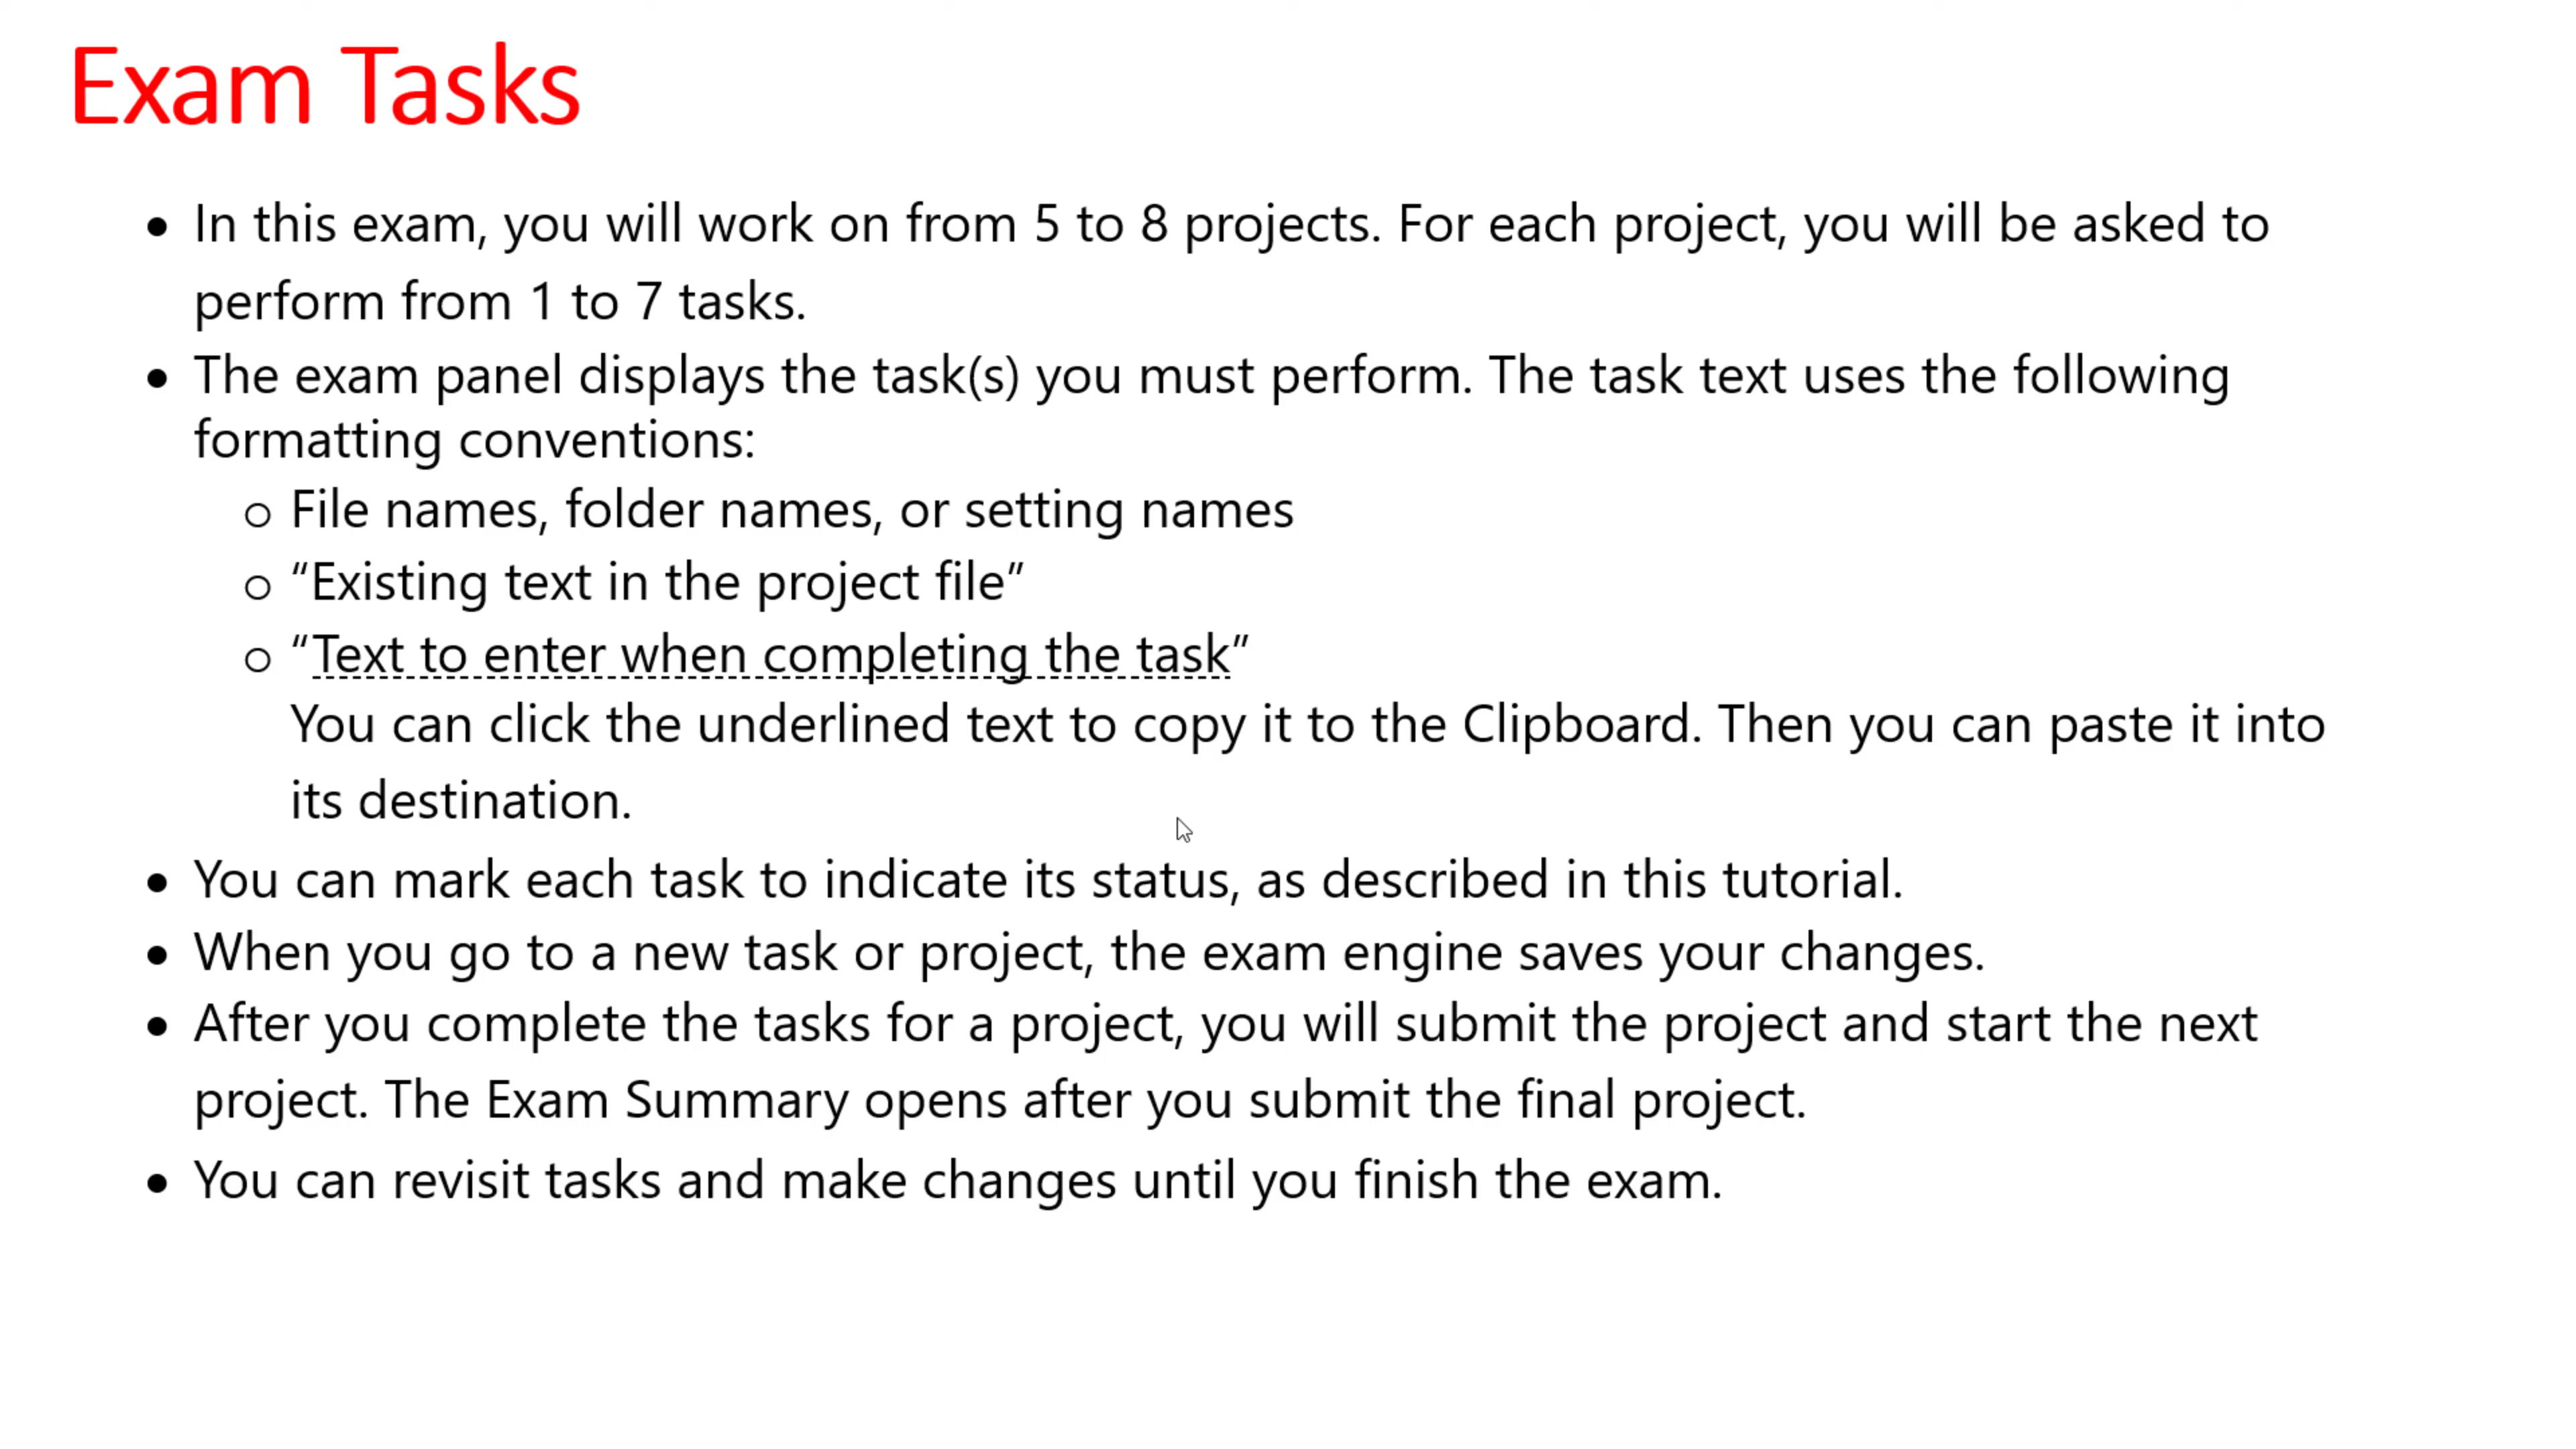 Exam Tasks
• In this exam, you will work on from 5 to 8 projects. For each project, you will be asked to
perform from 1 to 7 tasks.
• The exam panel displays the task(s) you must perform. The task text uses the following
formatting conventions:
○ File names, folder names, or setting names
○ “Existing text in the project file”
○ “Text to enter when completing the task”
You can click the underlined text to copy it to the Clipboard. Then you can paste it into
its destination.
• You can mark each task to indicate its status, as described in this tutorial.
• When you go to a new task or project, the exam engine saves your changes.
• After you complete the tasks for a project, you will submit the project and start the next
project. The Exam Summary opens after you submit the final project.
• You can revisit tasks and make changes until you finish the exam.